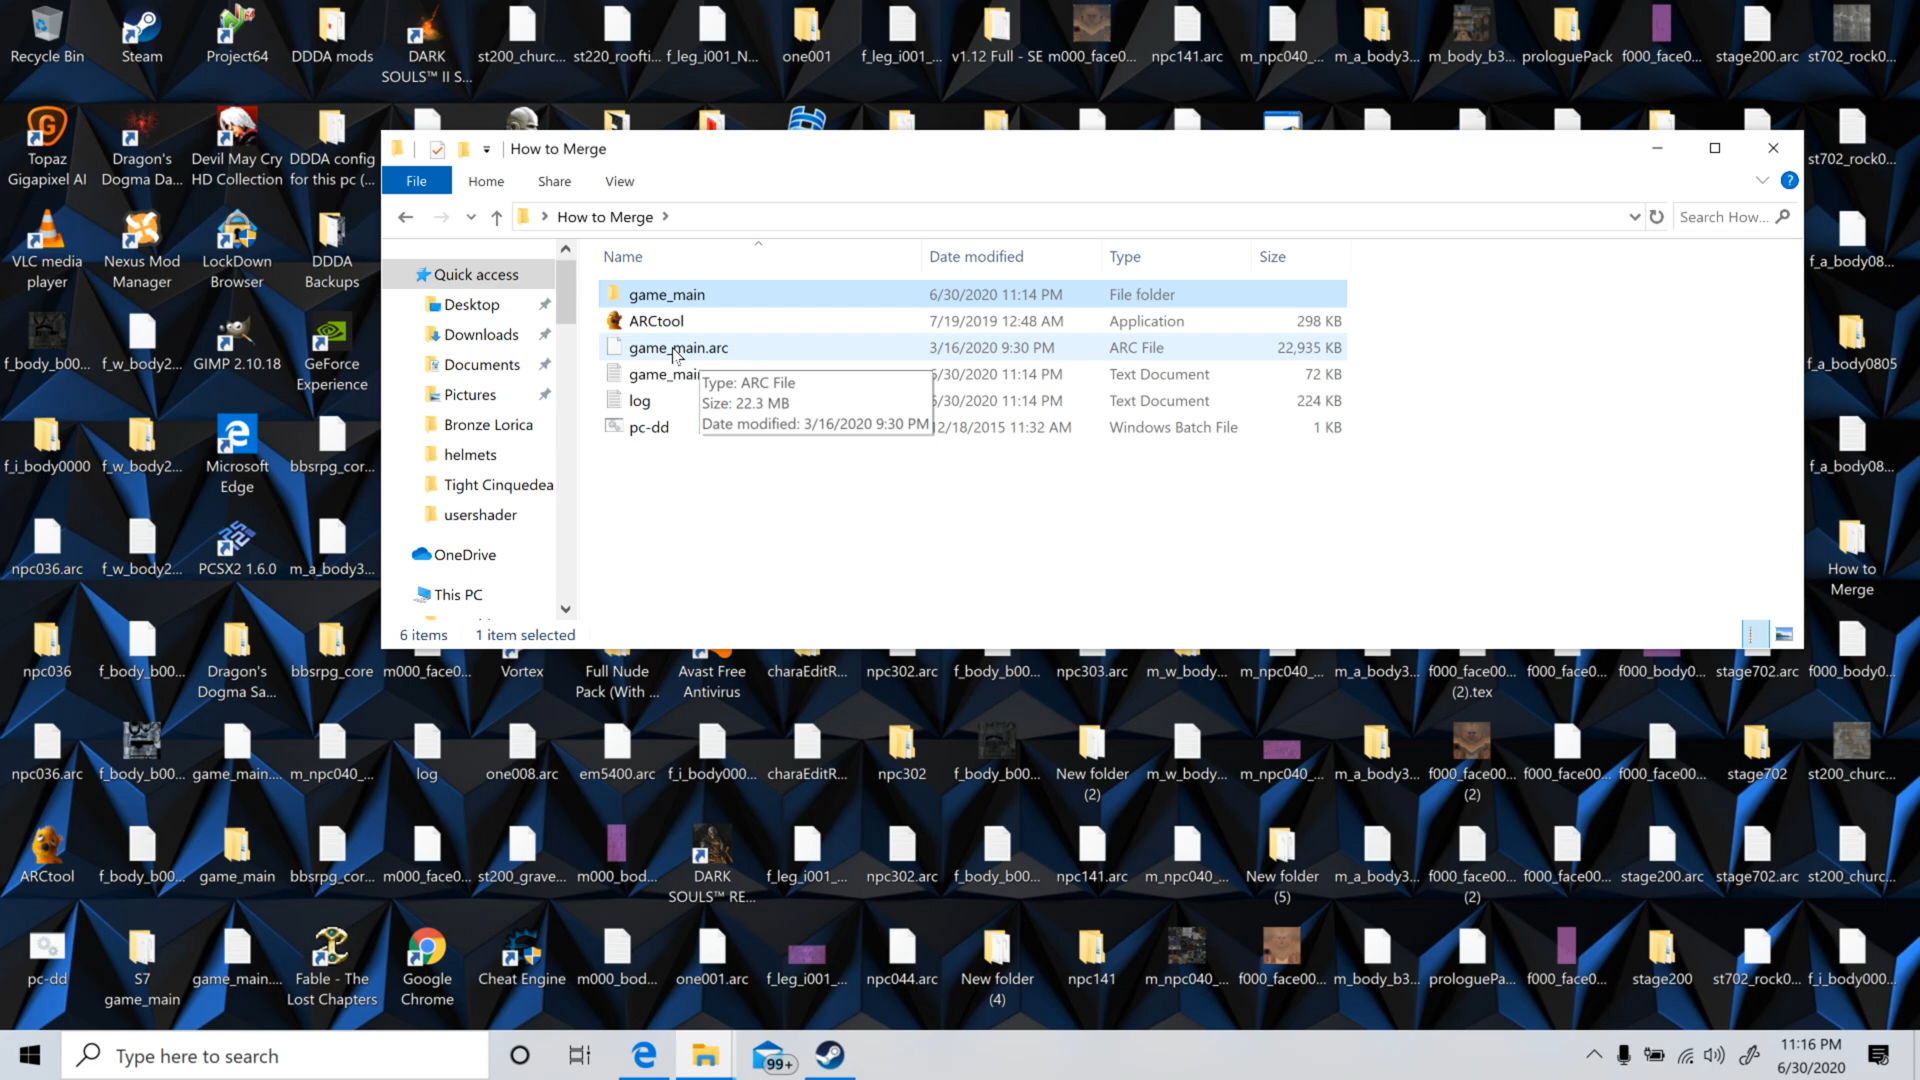 Recycle Bin
Steam
Project64
DDDA mods
DARK
SOULS™ II S...
st200_churc...
st220_roofti...
f_leg_i001_N...
one001
f_leg_i001_...
v1.12 Full - SE
m000_face0...
npc141.arc
m_npc040_...
m_a_body3...
m_body_b3...
prologuePack
f000_face0...
stage200.arc
st702_rock0...
Topaz
Gigapixel AI
Dragon's
Dogma Da...
Devil May Cry
HD Collection
DDDA config
for this pc (...
st702_rock0...
How to Merge
File
Home
Share
View
How to Merge
Search How...
Name
Date modified
Type
Size
Quick access
Desktop
Downloads
Documents
Pictures
Bronze Lorica
helmets
Tight Cinquedea
usershader
OneDrive
This PC
game_main 6/30/2020 11:14 PM File folder
ARCtool 7/19/2019 12:48 AM Application 298 KB
game_main.arc 3/16/2020 9:30 PM ARC File 22,935 KB
game_main 6/30/2020 11:14 PM Text Document 72 KB
log 6/30/2020 11:14 PM Text Document 224 KB
pc-dd 12/18/2015 11:32 AM Windows Batch File 1 KB
Type: ARC File
Size: 22.3 MB
Date modified: 3/16/2020 9:30 PM
6 items
1 item selected
VLC media
player
Nexus Mod
Manager
LockDown
Browser
DDDA
Backups
f_a_body08...
f_body_b00...
f_w_body2...
GIMP 2.10.18
GeForce
Experience
f_a_body0805
f_i_body0000
f_w_body2...
Microsoft
Edge
bbsrpg_cor...
f_a_body08...
npc036.arc
f_w_body2...
PCSX2 1.6.0
m_a_body3...
How to
Merge
npc036
f_body_b00...
Dragon's
Dogma Sa...
bbsrpg_core
m000_face0...
Vortex
Full Nude
Pack (With ...
Avast Free
Antivirus
charaEditR...
npc302.arc
f_body_b00...
npc303.arc
m_w_body...
m_npc040_...
m_a_body3...
f000_face00...
(2).tex
f000_face0...
f000_body0...
stage702.arc
f000_body0...
npc036.arc
f_body_b00...
game_main....
m_npc040_...
log
one008.arc
em5400.arc
f_i_body000...
charaEditR...
npc302
f_body_b00...
New folder
(2)
m_w_body...
m_npc040_...
m_a_body3...
f000_face00...
(2)
f000_face00...
f000_face00...
stage702
st200_churc...
ARCtool
f_body_b00...
game_main
bbsrpg_cor...
m000_face0...
st200_grave...
m000_bod...
DARK
SOULS™ RE...
f_leg_i001_...
npc302.arc
f_body_b00...
npc141.arc
m_npc040_...
New folder
(5)
m_a_body3...
f000_face00...
(2)
f000_face00...
stage200.arc
stage702.arc
st200_churc...
pc-dd
S7
game_main
game_main....
Fable - The
Lost Chapters
Google
Chrome
Cheat Engine
m000_bod...
one001.arc
f_leg_i001_...
npc044.arc
New folder
(4)
npc141
m_npc040_...
f000_face00...
m_body_b3...
prologuePa...
f000_face0...
stage200
st702_rock0...
f_i_body000...
Type here to search
99+
11:16 PM
6/30/2020